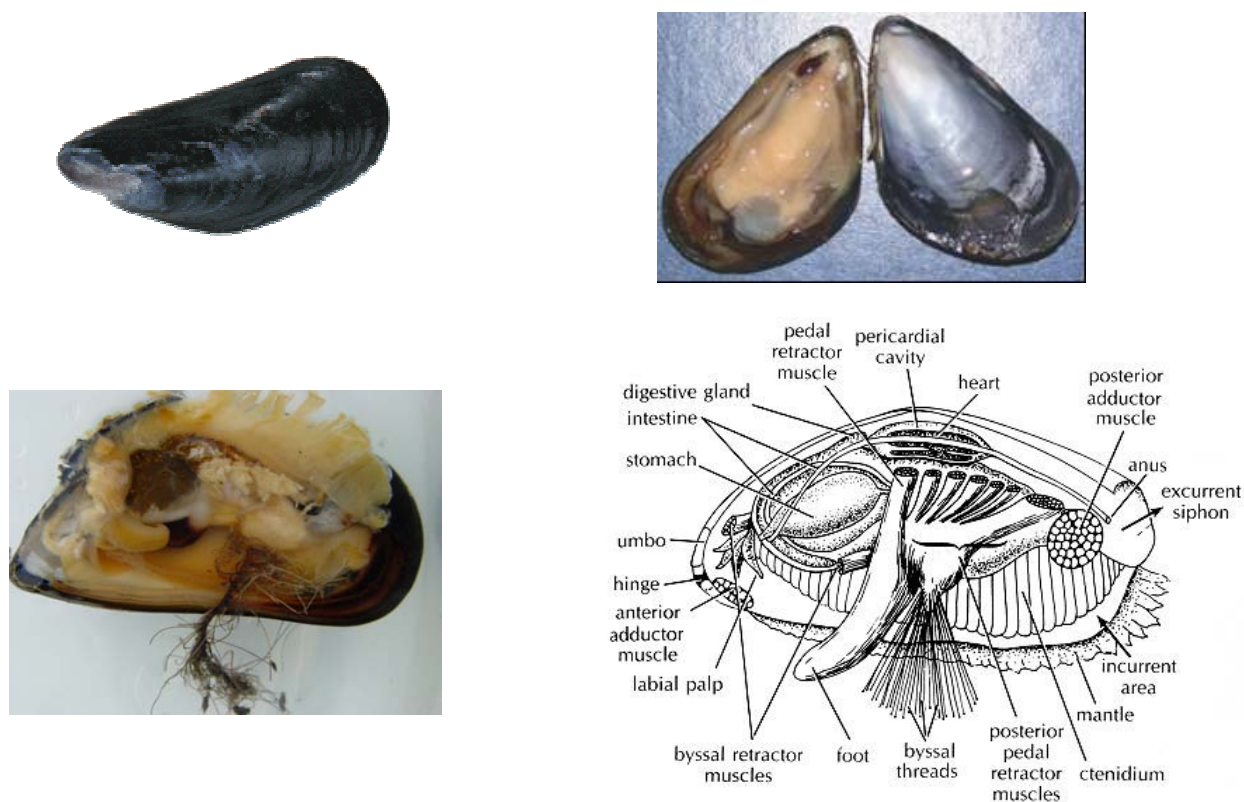 pedal
retractor
muscle
pericardial
cavity
heart
posterior
adductor
muscle
digestive gland
intestine
stomach
anus
excurrent
siphon
umbo
hinge
anterior
adductor
muscle
labial palp
incurrent
area
mantle
byssal retractor
muscles
foot
byssal
threads
posterior
pedal
retractor
muscles
ctenidium